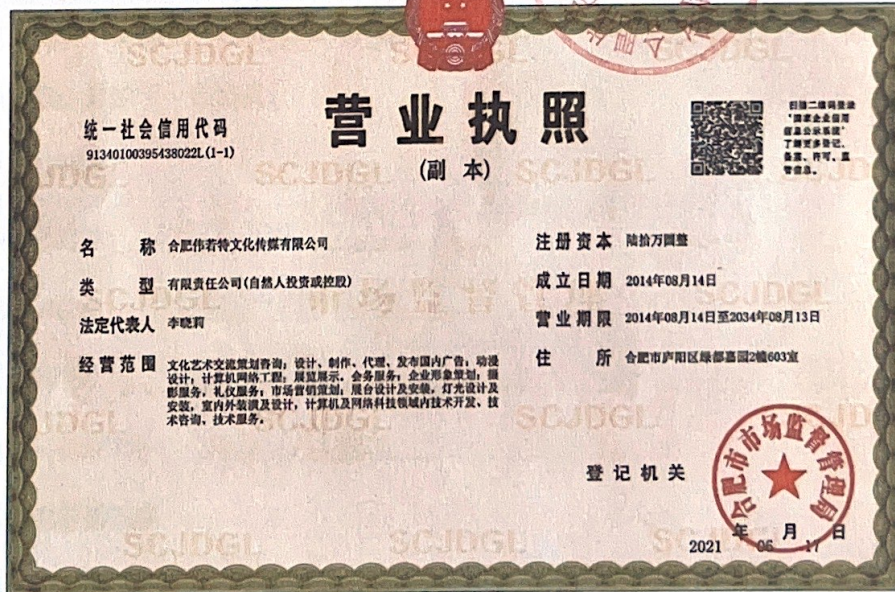 营业执照
(副 本)
统一社会信用代码
91340100395438022L(1-1)
扫描二维码登录
“国家企业信用
信息公示系统”
了解更多登记、
备案、许可、监
管信息。
名 称 合肥伟若特文化传媒有限公司
类 型 有限责任公司(自然人投资或控股)
法定代表人 李晓莉
经营范围 文化艺术交流策划咨询;设计、制作、代理、发布国内广告;动漫
设计;计算机网络工程;展览展示,会务服务;企业形象策划;摄
影服务,礼仪服务;市场营销策划;展台设计及安装,灯光设计及
安装,室内外装潢及设计,计算机及网络科技领域内技术开发、技
术咨询、技术服务。
注册资本 陆拾万圆整
成立日期 2014年08月14日
营业期限 2014年08月14日至2034年08月13日
住 所 合肥市庐阳区绿都嘉园2幢603室
登记机关
合肥市市场监督管理局
2021 年 06 月 17 日
SCJDGL
市场监督管理